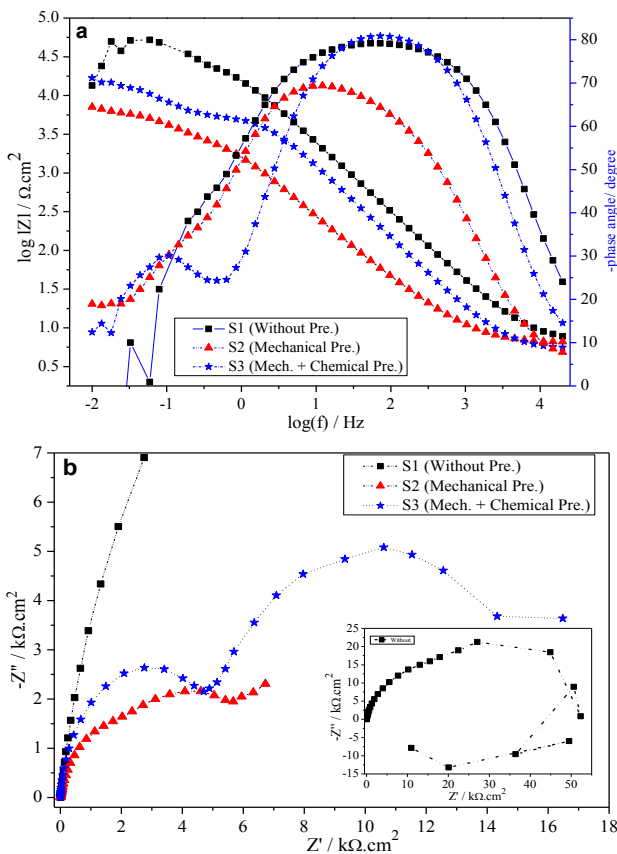 a
5.0
4.5
4.0
3.5
3.0
2.5
2.0
1.5
1.0
0.5
log |Z| / Ω.cm²
80
70
60
50
40
30
20
10
0
-phase angle/ degree
S1 (Without Pre.)
S2 (Mechanical Pre.)
S3 (Mech. + Chemical Pre.)
-2 -1 0 1 2 3 4
log(f) / Hz
b
7
6
5
4
3
2
1
0
-Z'' / kΩ.cm²
S1 (Without Pre.)
S2 (Mechanical Pre.)
S3 (Mech. + Chemical Pre.)
Without
25
20
15
10
5
0
-5
-10
-15
-Z'' / kΩ.cm²
0 10 20 30 40 50
Z' / kΩ.cm²
0 2 4 6 8 10 12 14 16 18
Z' / kΩ.cm²